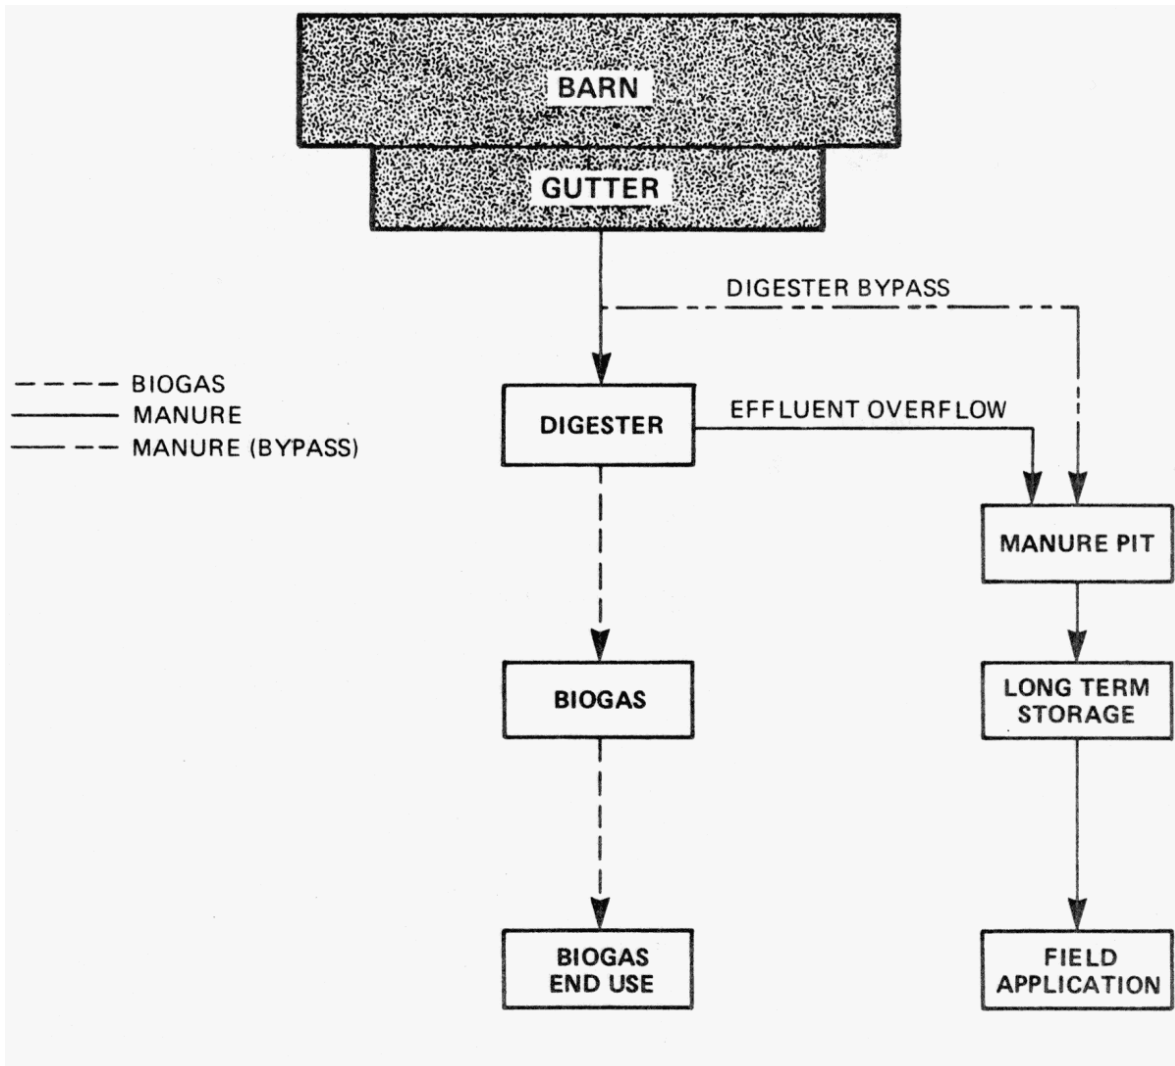 BARN
GUTTER
DIGESTER BYPASS
BIOGAS
MANURE
MANURE (BYPASS)
DIGESTER
EFFLUENT OVERFLOW
MANURE PIT
BIOGAS
LONG TERM
STORAGE
BIOGAS
END USE
FIELD
APPLICATION